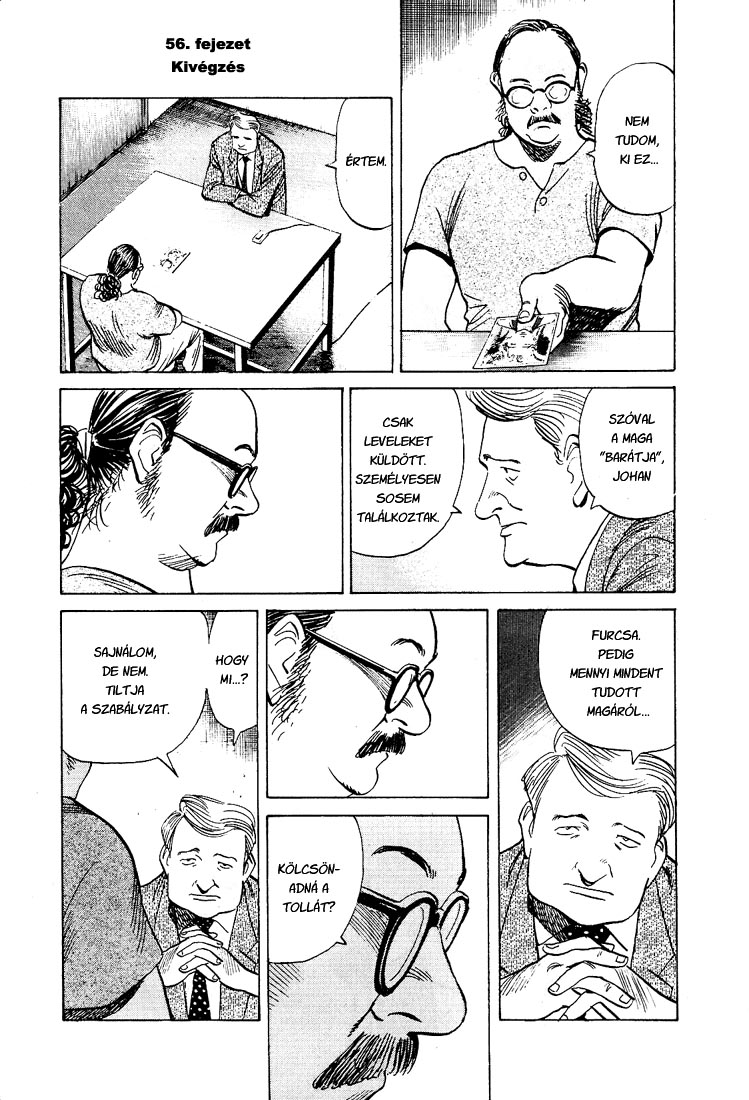 56. fejezet
Kivégzés
NEM
TUDOM,
KI EZ...
ÉRTEM.
SZÓVAL
A MAGA
"BARÁTJA",
JOHAN
CSAK
LEVELEKET
KÜLDÖTT.
SZEMÉLYESEN
SOSEM
TALÁLKOZTAK.
FURCSA.
PEDIG
MENNYI MINDENT
TUDOTT
MAGÁRÓL...
KÖLCSÖN-
ADNÁ A
TOLLÁT?
HOGY
MI...?
SAJNÁLOM,
DE NEM.
TILTJA
A SZABÁLYZAT.